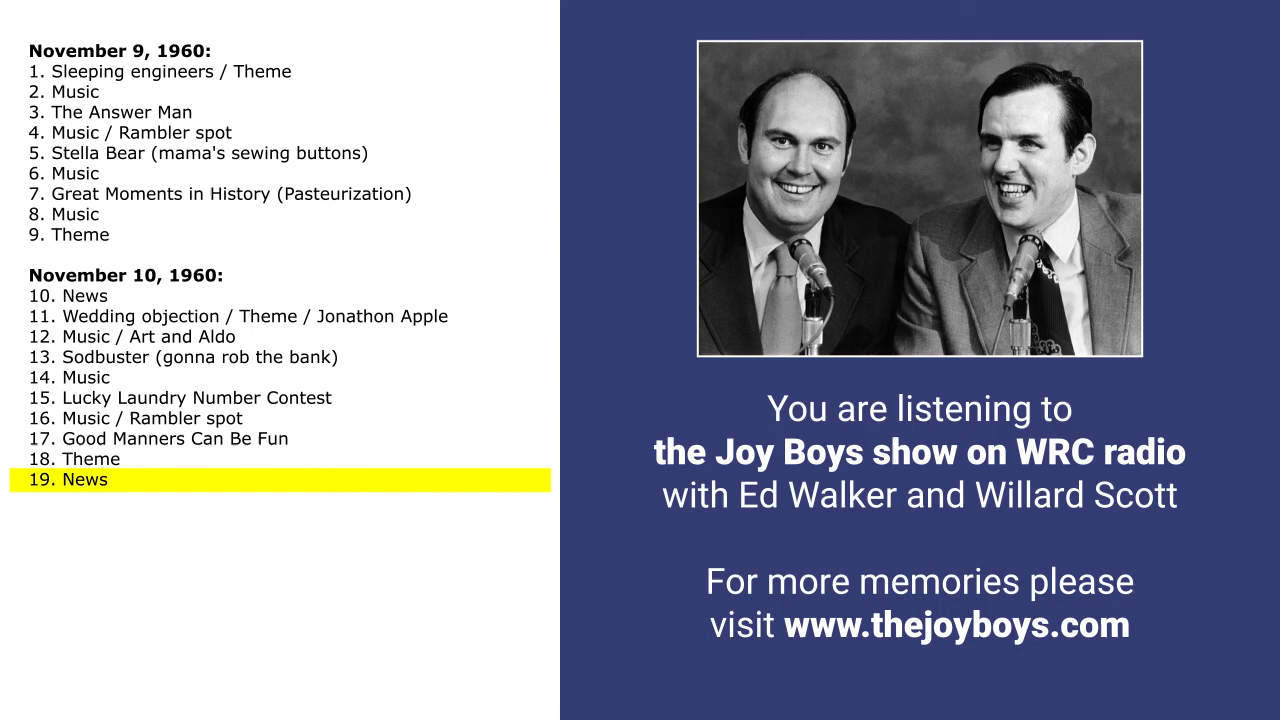 November 9, 1960:
1. Sleeping engineers / Theme
2. Music
3. The Answer Man
4. Music / Rambler spot
5. Stella Bear (mama's sewing buttons)
6. Music
7. Great Moments in History (Pasteurization)
8. Music
9. Theme
November 10, 1960:
10. News
11. Wedding objection / Theme / Jonathon Apple
12. Music / Art and Aldo
13. Sodbuster (gonna rob the bank)
14. Music
15. Lucky Laundry Number Contest
16. Music / Rambler spot
17. Good Manners Can Be Fun
18. Theme
19. News
You are listening to
the Joy Boys show on WRC radio
with Ed Walker and Willard Scott
For more memories please
visit www.thejoyboys.com